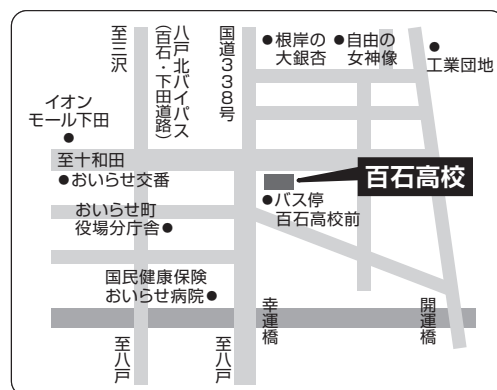 至三沢
八戸北バイパス
（百石・下田道路）
国道338号
●根岸の
大銀杏
●自由の
女神像
●
工業団地
イオン
モール下田
●
至十和田
●おいらせ交番
百石高校
●バス停
百石高校前
おいらせ町
役場分庁舎●
国民健康保険
おいらせ病院●
幸運橋
開運橋
至八戸
至八戸